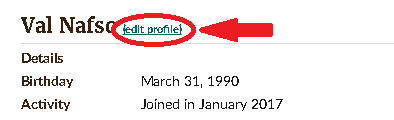 Val Nafso (edit profile)
Details
Birthday March 31, 1990
Activity Joined in January 2017